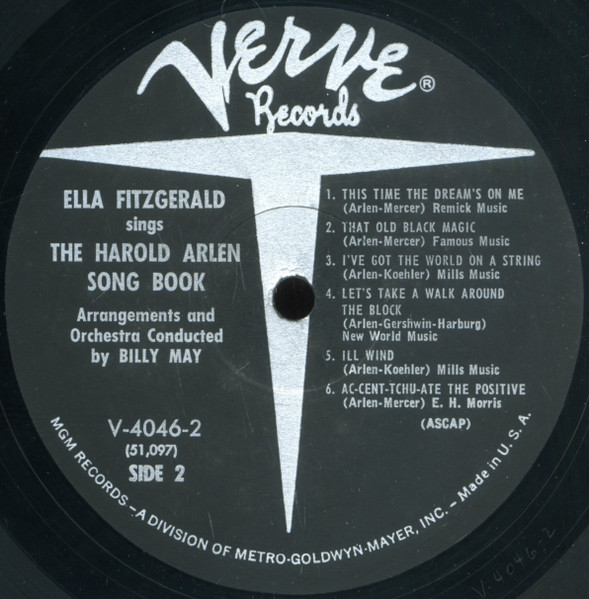 VERVE®
Records
ELLA FITZGERALD
sings
THE HAROLD ARLEN
SONG BOOK
Arrangements and
Orchestra Conducted
by BILLY MAY
V-4046-2
(51,097)
SIDE 2
1. THIS TIME THE DREAM'S ON ME
(Arlen-Mercer) Remick Music
2. THAT OLD BLACK MAGIC
(Arlen-Mercer) Famous Music
3. I'VE GOT THE WORLD ON A STRING
(Arlen-Koehler) Mills Music
4. LET'S TAKE A WALK AROUND
THE BLOCK
(Arlen-Gershwin-Harburg)
New World Music
5. ILL WIND
(Arlen-Koehler) Mills Music
6. AC-CENT-TCHU-ATE THE POSITIVE
(Arlen-Mercer) E. H. Morris
(ASCAP)
MGM RECORDS – A DIVISION OF METRO-GOLDWYN-MAYER, INC. – Made in U. S. A.
V-4046-2